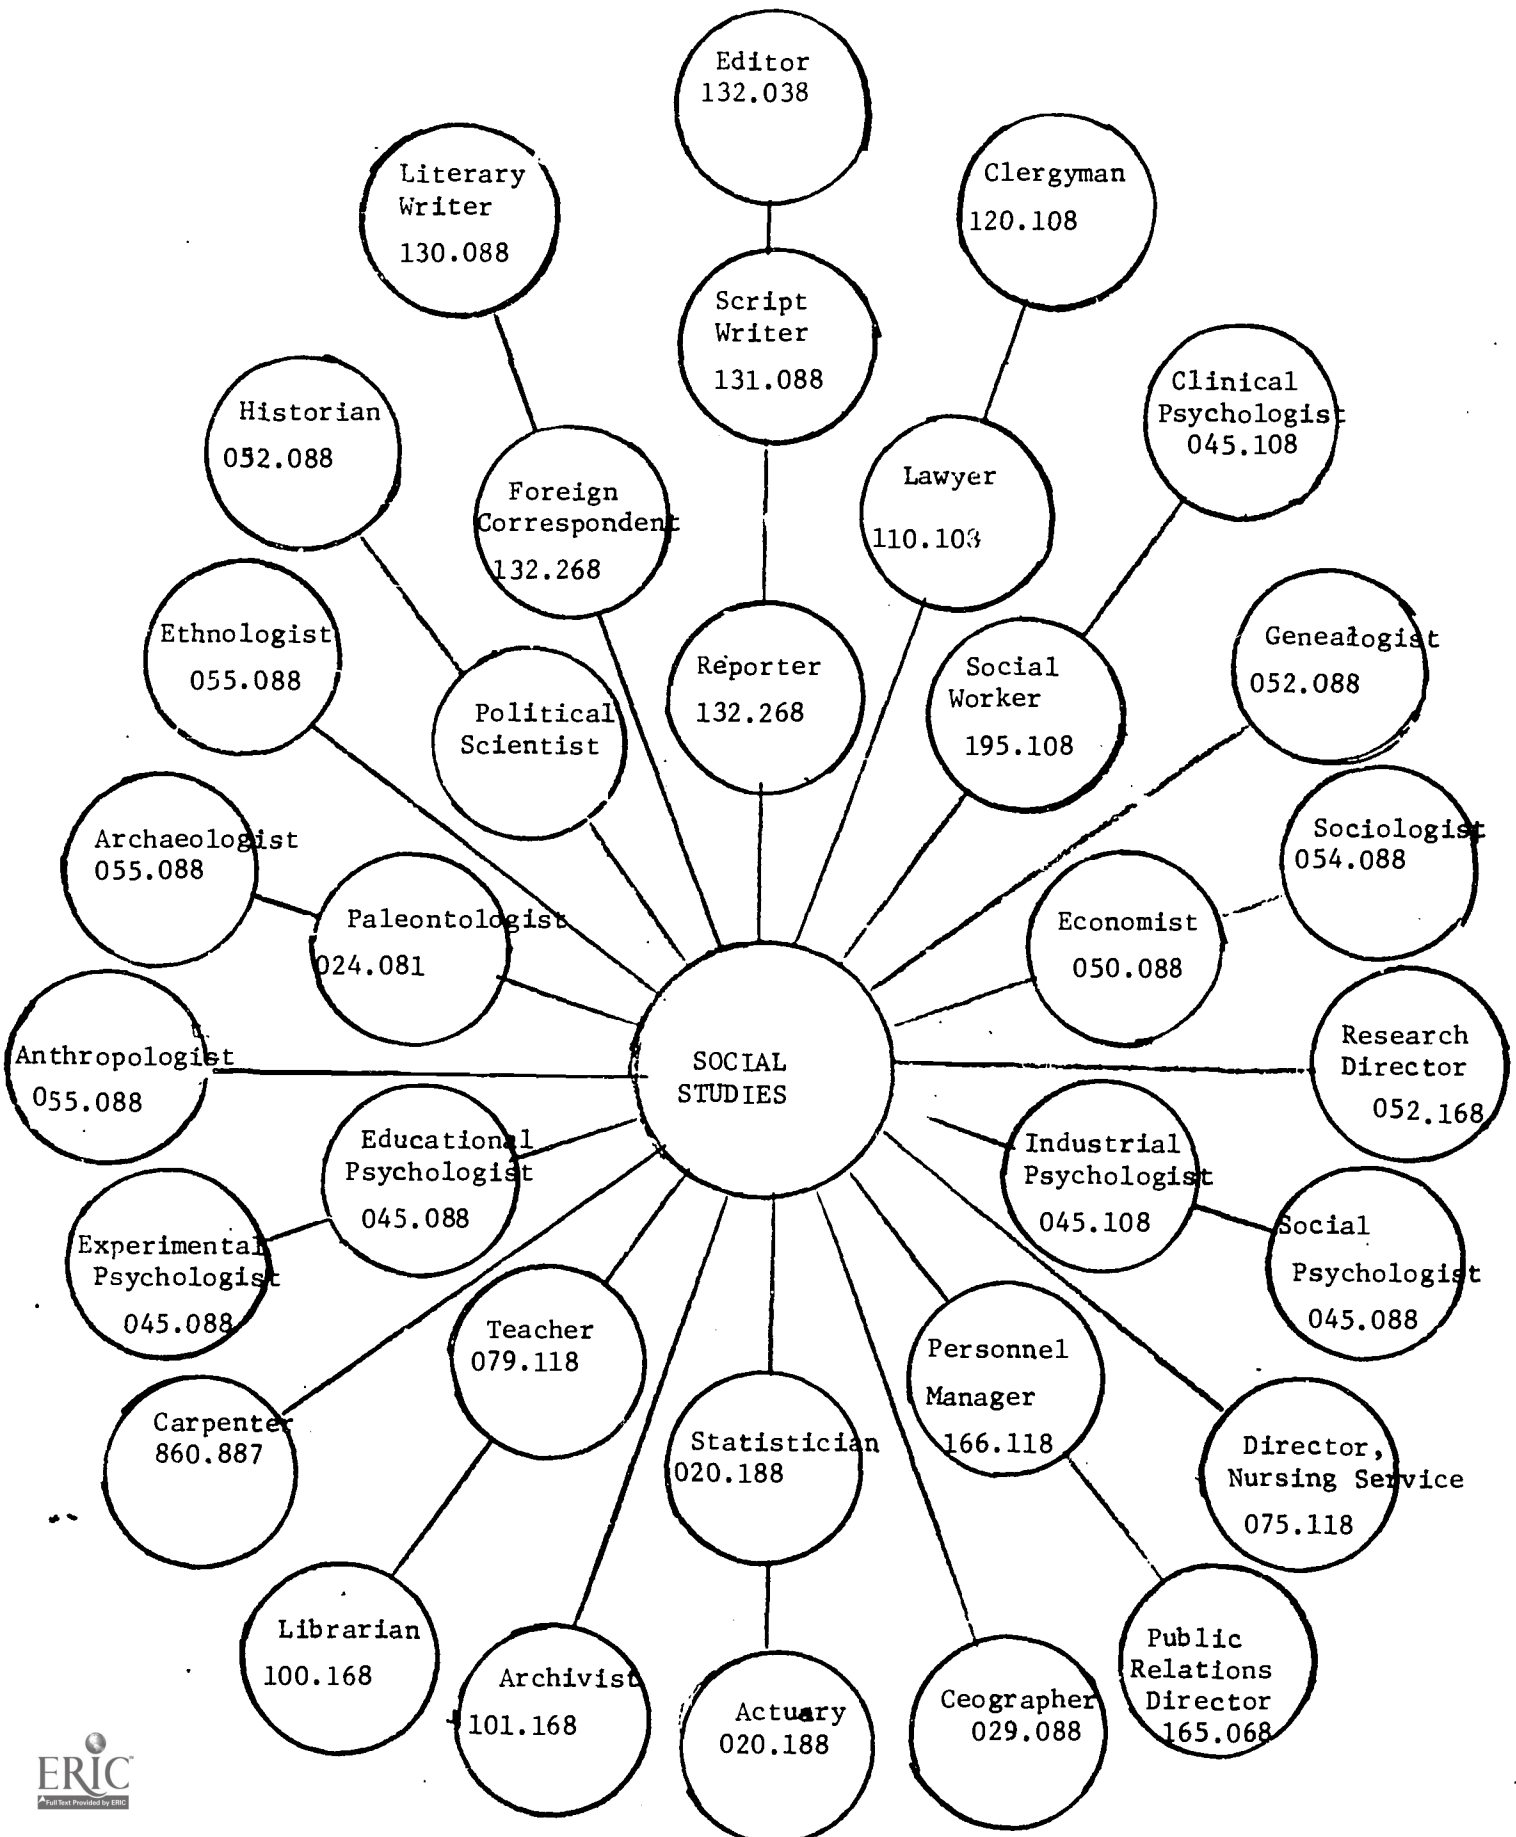 Editor
132.038
Literary
Writer
130.088
Clergyman
120.108
Script
Writer
131.088
Historian
052.088
Clinical
Psychologist
045.108
Foreign
Correspondent
132.268
Lawyer
110.108
Ethnologist
055.088
Political
Scientist
Reporter
132.268
Social
Worker
195.108
Genealogist
052.088
Archaeologist
055.088
Paleontologist
024.081
Economist
050.088
Sociologist
054.088
Anthropologist
055.088
SOCIAL
STUDIES
Research
Director
052.168
Educational
Psychologist
045.088
Industrial
Psychologist
045.108
Experimental
Psychologist
045.088
Social
Psychologist
045.088
Teacher
079.118
Personnel
Manager
166.118
Carpenter
860.887
Statistician
020.188
Director,
Nursing Service
075.118
Librarian
100.168
Archivist
101.168
Actuary
020.188
Ceographer
029.088
Public
Relations
Director
165.068
ERIC
Full Text Provided by ERIC